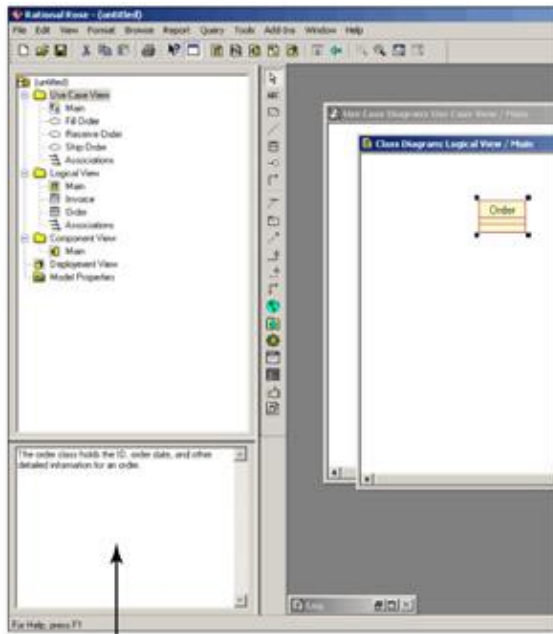 Rational Rose - (untitled)
File Edit View Format Browse Report Query Tools Add-Ins Window Help
(untitled)
Use Case View
Main
Fill Order
Receive Order
Ship Order
Associations
Logical View
Main
Invoice
Order
Associations
Component View
Main
Deployment View
Model Properties
ABC
Use Case Diagram: Use Case View / Main
Class Diagram: Logical View / Main
Order
The order class holds the ID, order date, and other
detailed information for an order.
Log
For Help, press F1